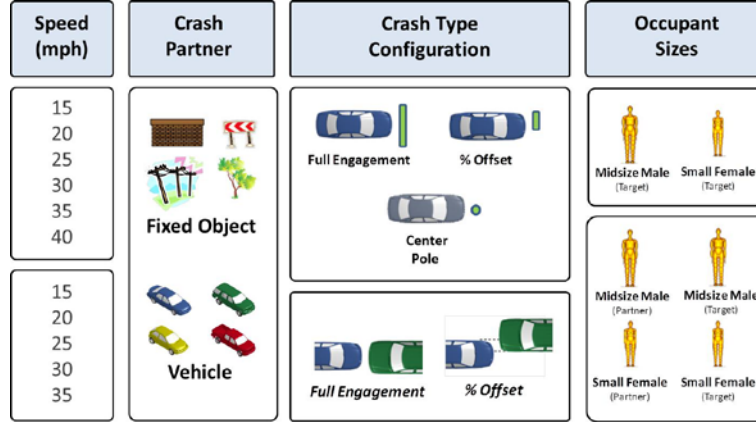 Speed
(mph)
Crash
Partner
Crash Type
Configuration
Occupant
Sizes
15
20
25
30
35
40
Fixed Object
Full Engagement
% Offset
Center
Pole
Midsize Male
(Target)
Small Female
(Target)
15
20
25
30
35
Vehicle
Full Engagement
% Offset
Midsize Male
(Partner)
Midsize Male
(Target)
Small Female
(Partner)
Small Female
(Target)